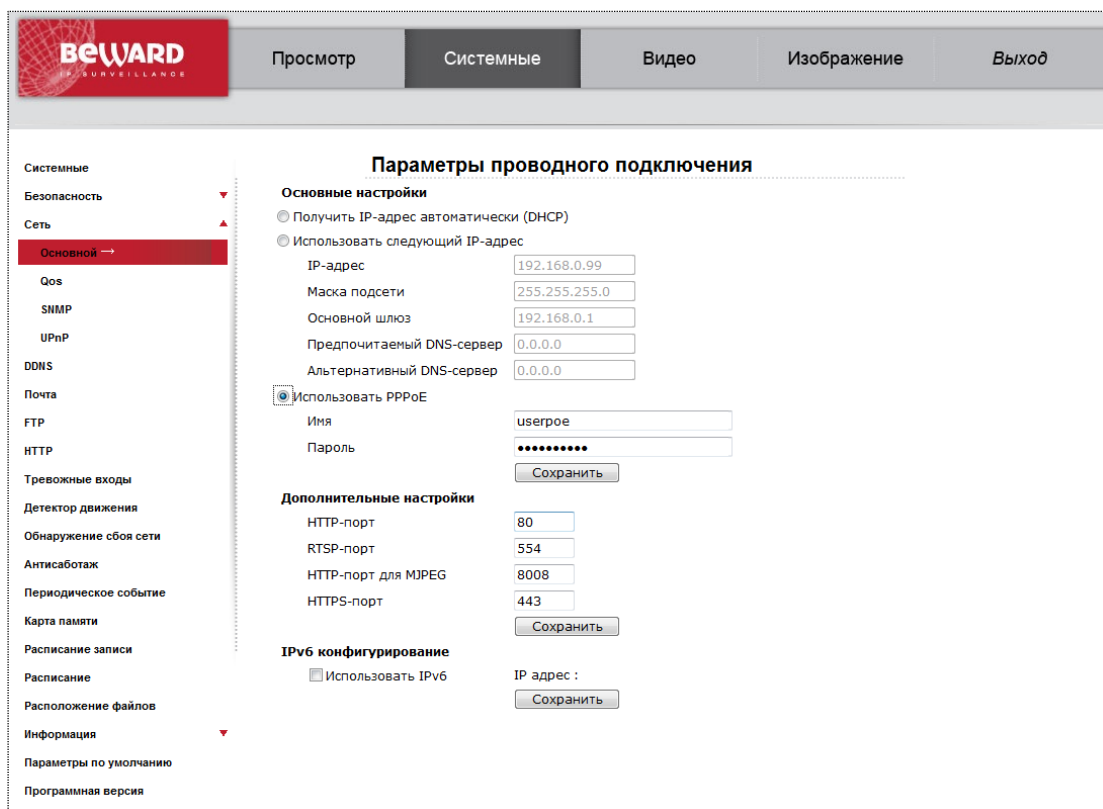 BEWARD
IP SURVEILLANCE
Просмотр Системные Видео Изображение Выход
Системные
Безопасность
Сеть
Основной →
Qos
SNMP
UPnP
DDNS
Почта
FTP
HTTP
Тревожные входы
Детектор движения
Обнаружение сбоя сети
Антисаботаж
Периодическое событие
Карта памяти
Расписание записи
Расписание
Расположение файлов
Информация
Параметры по умолчанию
Программная версия
Параметры проводного подключения
Основные настройки
Получить IP-адрес автоматически (DHCP)
Использовать следующий IP-адрес
IP-адрес 192.168.0.99
Маска подсети 255.255.255.0
Основной шлюз 192.168.0.1
Предпочитаемый DNS-сервер 0.0.0.0
Альтернативный DNS-сервер 0.0.0.0
Использовать PPPoE
Имя userpoe
Пароль ••••••••••
Сохранить
Дополнительные настройки
HTTP-порт 80
RTSP-порт 554
HTTP-порт для MJPEG 8008
HTTPS-порт 443
Сохранить
IPv6 конфигурирование
Использовать IPv6 IP адрес :
Сохранить